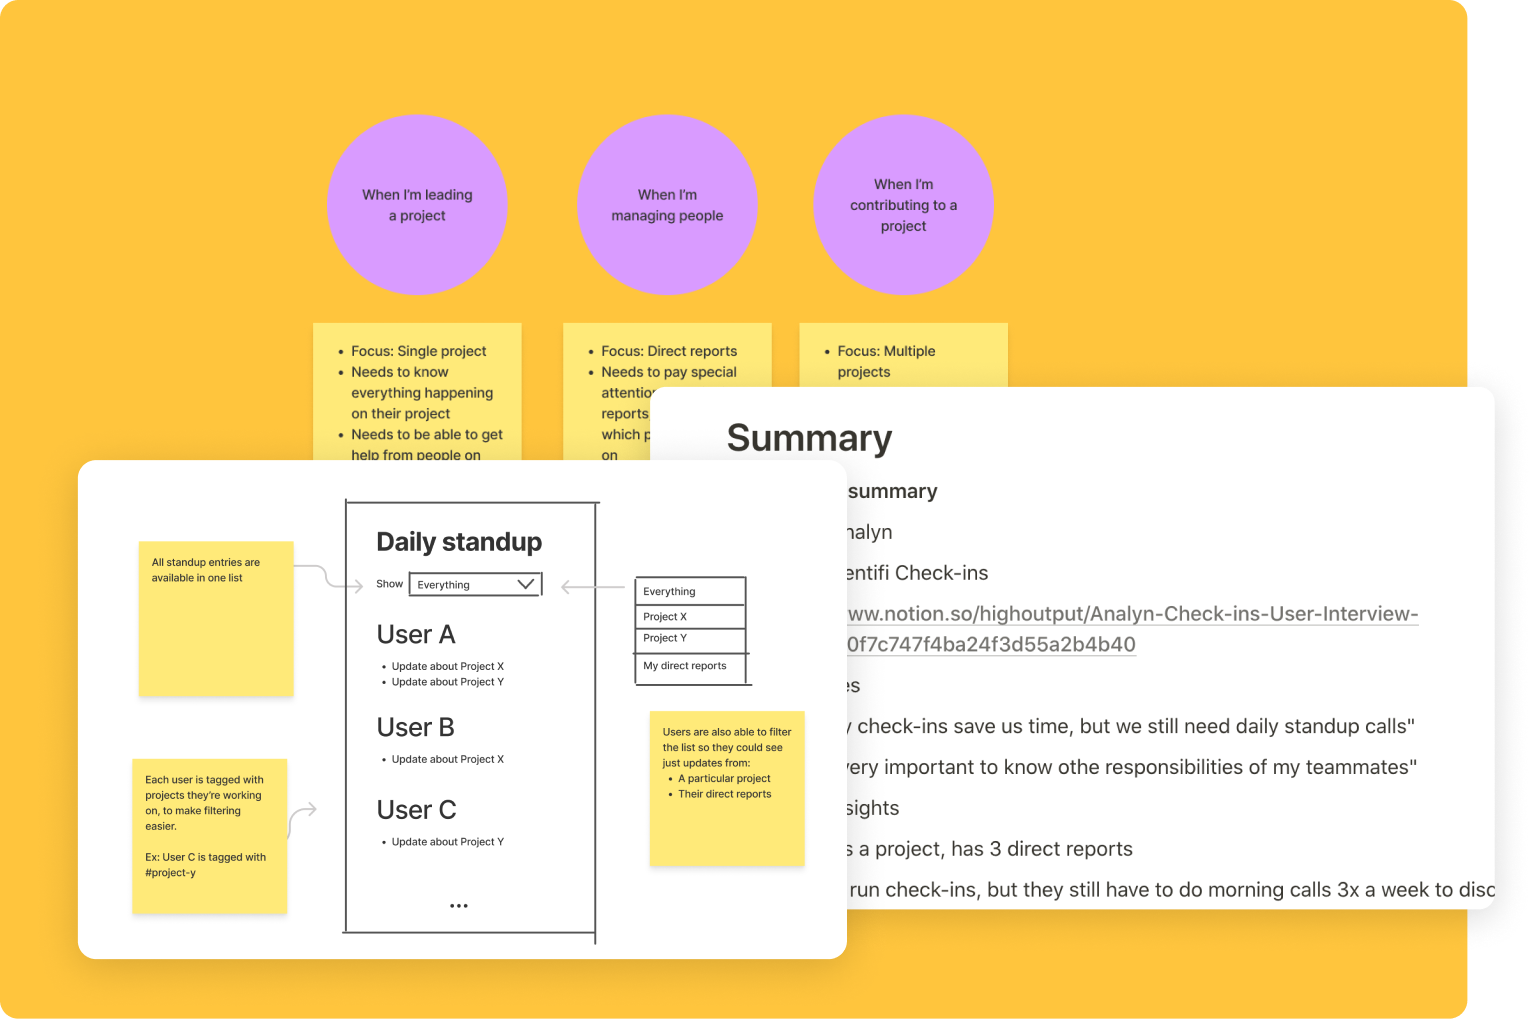 When I'm leading
a project
When I'm
managing people
When I'm
contributing to a
project
• Focus: Single project
• Needs to know
everything happening
on their project
• Needs to be able to get
help from people on
• Focus: Direct reports
• Needs to pay special
reports
on
• Focus: Multiple
projects
Summary
summary
nalyn
entifi Check-ins
ww.notion.so/highoutput/Analyn-Check-ins-User-Interview-
0f7c747f4ba24f3d55a2b4b40
es
check-ins save us time, but we still need daily standup calls"
very important to know othe responsibilities of my teammates"
sights
s a project, has 3 direct reports
run check-ins, but they still have to do morning calls 3x a week to disc
All standup entries are
available in one list
Each user is tagged with
projects they're working
on, to make filtering
easier.
Ex: User C is tagged with
#project-y
Daily standup
Show Everything
User A
• Update about Project X
• Update about Project Y
User B
• Update about Project X
User C
• Update about Project Y
...
Everything
Project X
Project Y
My direct reports
Users are also able to filter
the list so they could see
just updates from:
• A particular project
• Their direct reports